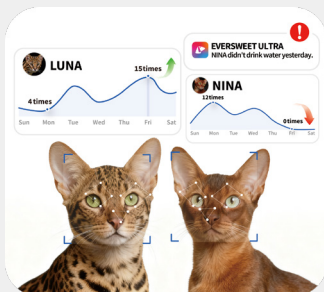 EVERSWEET ULTRA
NINA didn't drink water yesterday.
LUNA
15times
4times
Sun Mon Tue Wed Thu Fri Sat
NINA
12times
0times
Sun Mon Tue Wed Thu Fri Sat